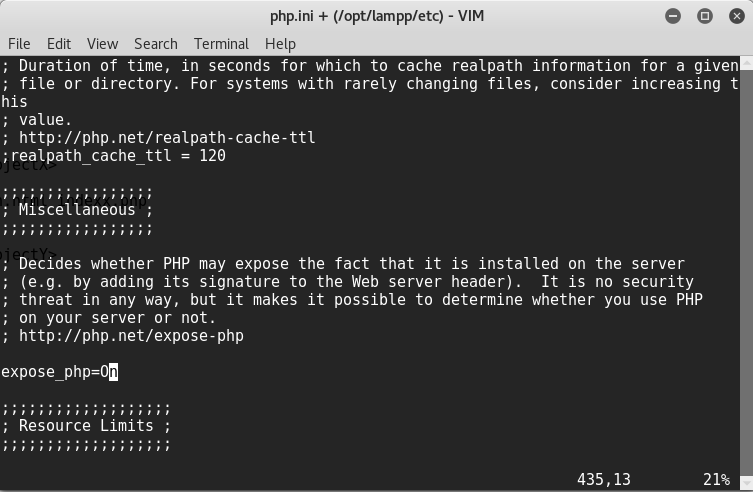 php.ini + (/opt/lampp/etc) - VIM
File Edit View Search Terminal Help
; Duration of time, in seconds for which to cache realpath information for a given
; file or directory. For systems with rarely changing files, consider increasing t
his
; value.
; http://php.net/realpath-cache-ttl
;realpath_cache_ttl = 120
;;;;;;;;;;;;;;;;;
; Miscellaneous ;
;;;;;;;;;;;;;;;;;
; Decides whether PHP may expose the fact that it is installed on the server
; (e.g. by adding its signature to the Web server header).  It is no security
; threat in any way, but it makes it possible to determine whether you use PHP
; on your server or not.
; http://php.net/expose-php
expose_php=On
;;;;;;;;;;;;;;;;;;;
; Resource Limits ;
;;;;;;;;;;;;;;;;;;;
435,13 21%